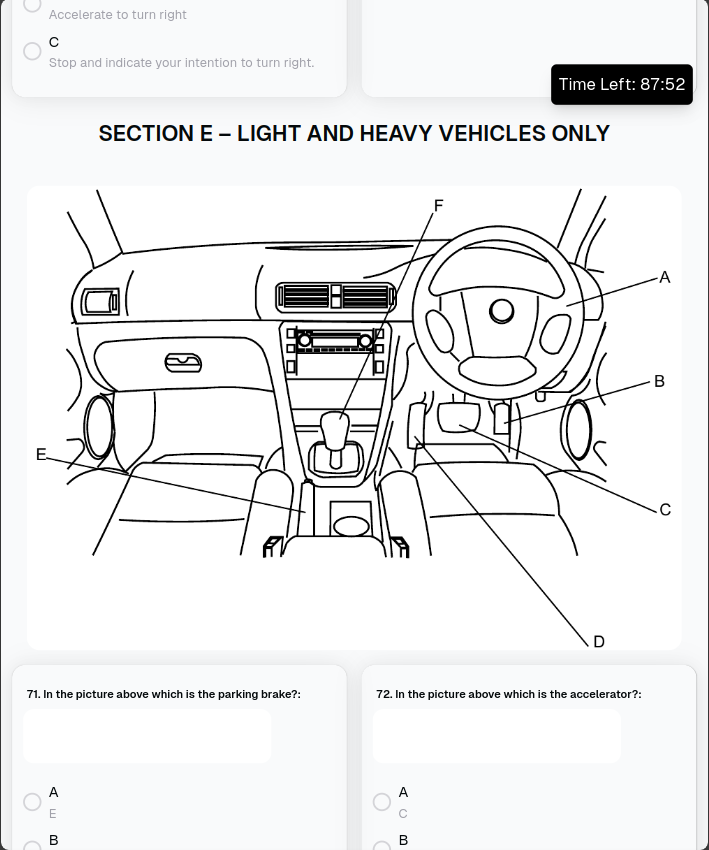 Accelerate to turn right
C
Stop and indicate your intention to turn right.
Time Left: 87:52
SECTION E – LIGHT AND HEAVY VEHICLES ONLY
F
A
B
E
C
D
71. In the picture above which is the parking brake?:
A
E
B
72. In the picture above which is the accelerator?:
A
C
B